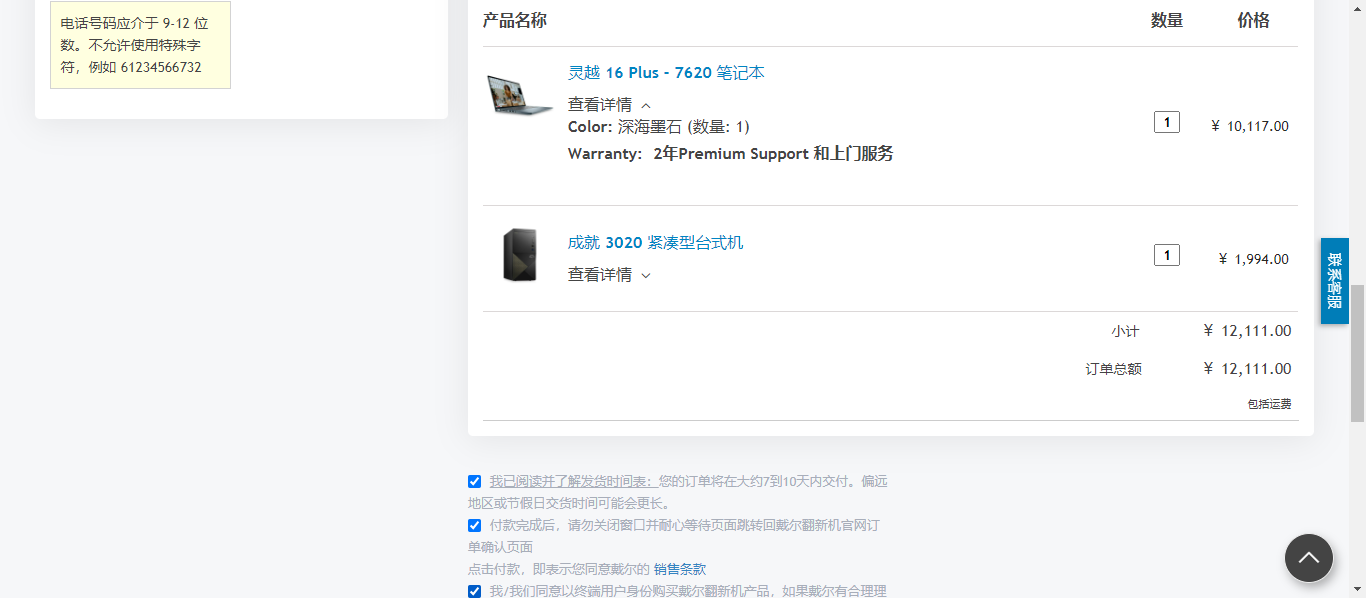 电话号码应介于 9-12 位
数。不允许使用特殊字
符，例如 61234566732
产品名称 数量 价格
灵越 16 Plus - 7620 笔记本
查看详情
Color: 深海墨石 (数量: 1)
1 ¥ 10,117.00
Warranty: 2年Premium Support 和上门服务
成就 3020 紧凑型台式机
1 ¥ 1,994.00
查看详情
联系客服
小计 ¥ 12,111.00
订单总额 ¥ 12,111.00
包括运费
我已阅读并了解发货时间表：您的订单将在大约7到10天内交付。偏远
地区或节假日交货时间可能会更长。
付款完成后，请勿关闭窗口并耐心等待页面跳转回戴尔翻新机官网订
单确认页面
点击付款，即表示您同意戴尔的 销售条款
我/我们同意以终端用户身份购买戴尔翻新机产品，如果戴尔有合理理